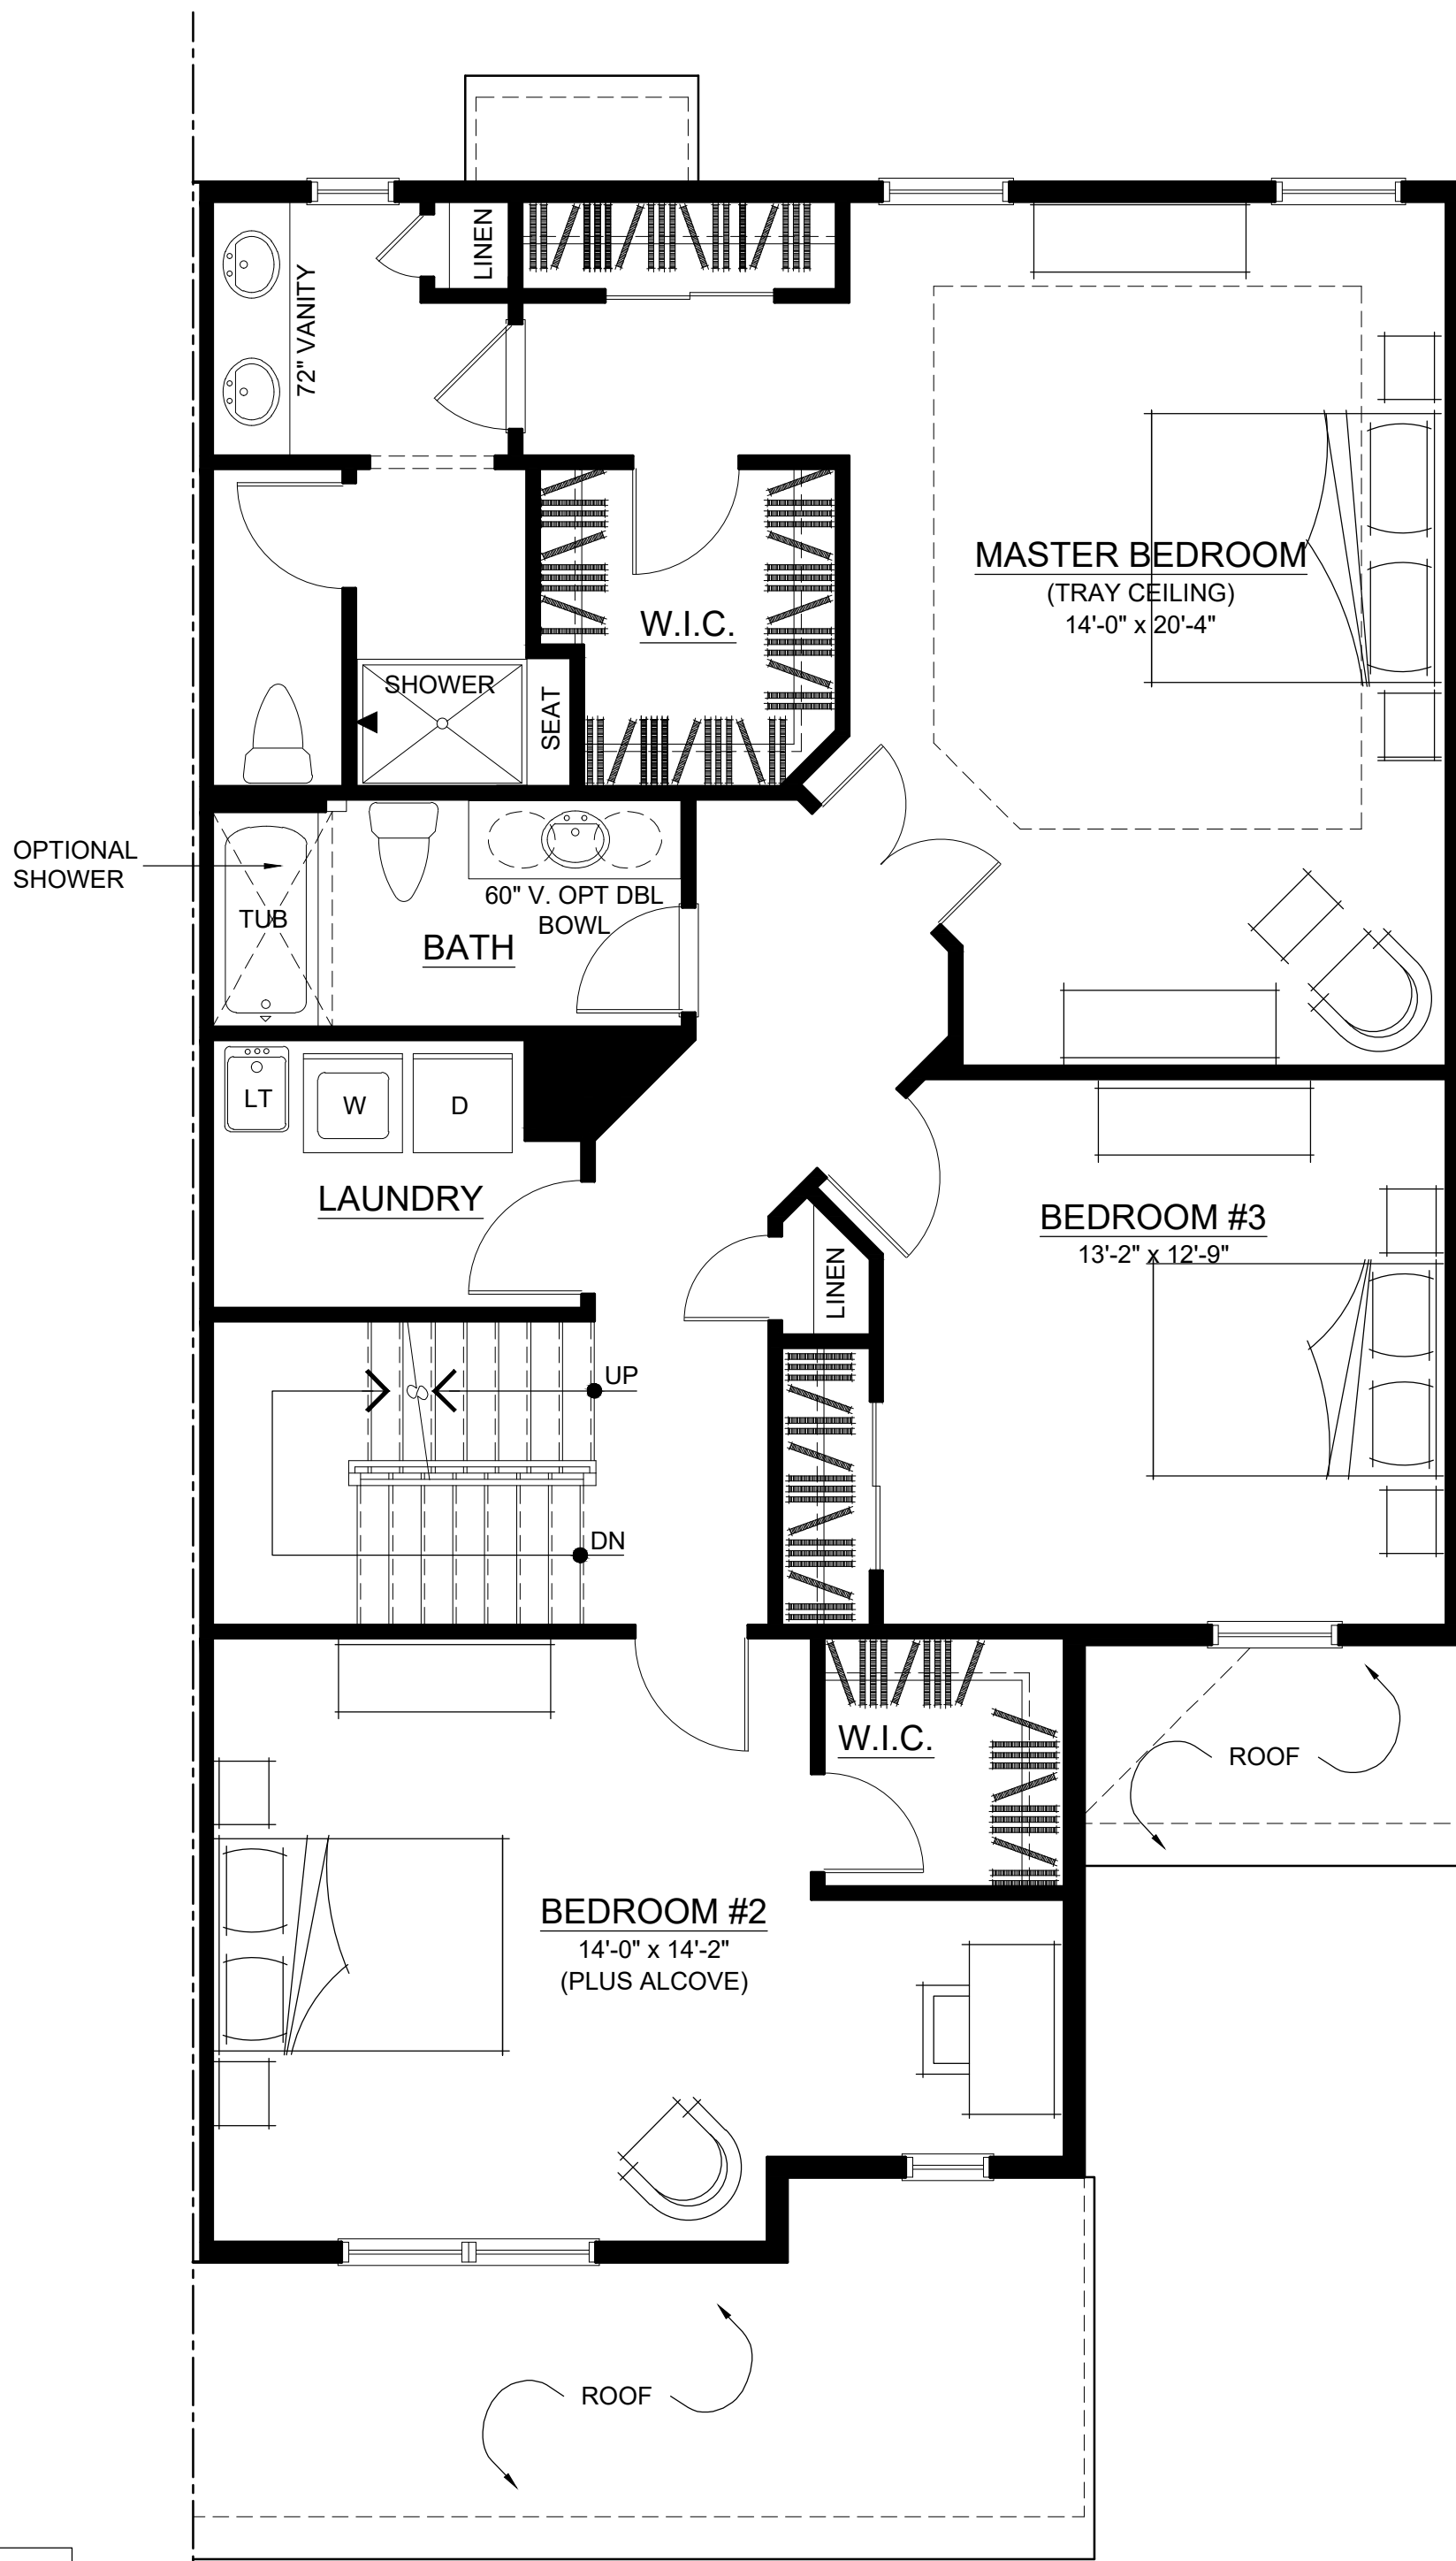 LINEN
72" VANITY
MASTER BEDROOM
(TRAY CEILING)
14'-0" x 20'-4"
W.I.C.
SHOWER
SEAT
OPTIONAL
SHOWER
TUB
60" V. OPT DBL
BOWL
BATH
LT
W
D
LAUNDRY
BEDROOM #3
13'-2" x 12'-9"
LINEN
UP
DN
W.I.C.
ROOF
BEDROOM #2
14'-0" x 14'-2"
(PLUS ALCOVE)
ROOF